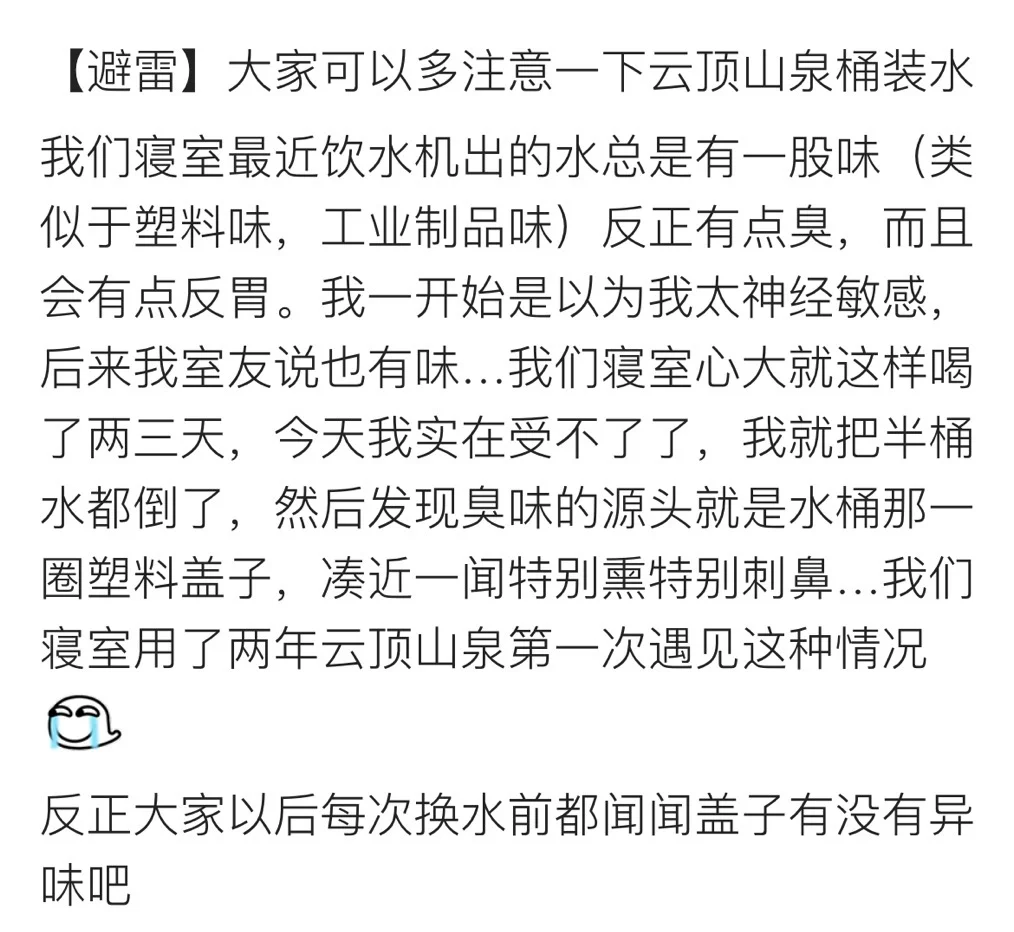 【避雷】大家可以多注意一下云顶山泉桶装水
我们寝室最近饮水机出的水总是有一股味（类
似于塑料味，工业制品味）反正有点臭，而且
会有点反胃。我一开始是以为我太神经敏感，
后来我室友说也有味...我们寝室心大就这样喝
了两三天，今天我实在受不了了，我就把半桶
水都倒了，然后发现臭味的源头就是水桶那一
圈塑料盖子，凑近一闻特别熏特别刺鼻...我们
寝室用了两年云顶山泉第一次遇见这种情况
反正大家以后每次换水前都闻闻盖子有没有异
味吧